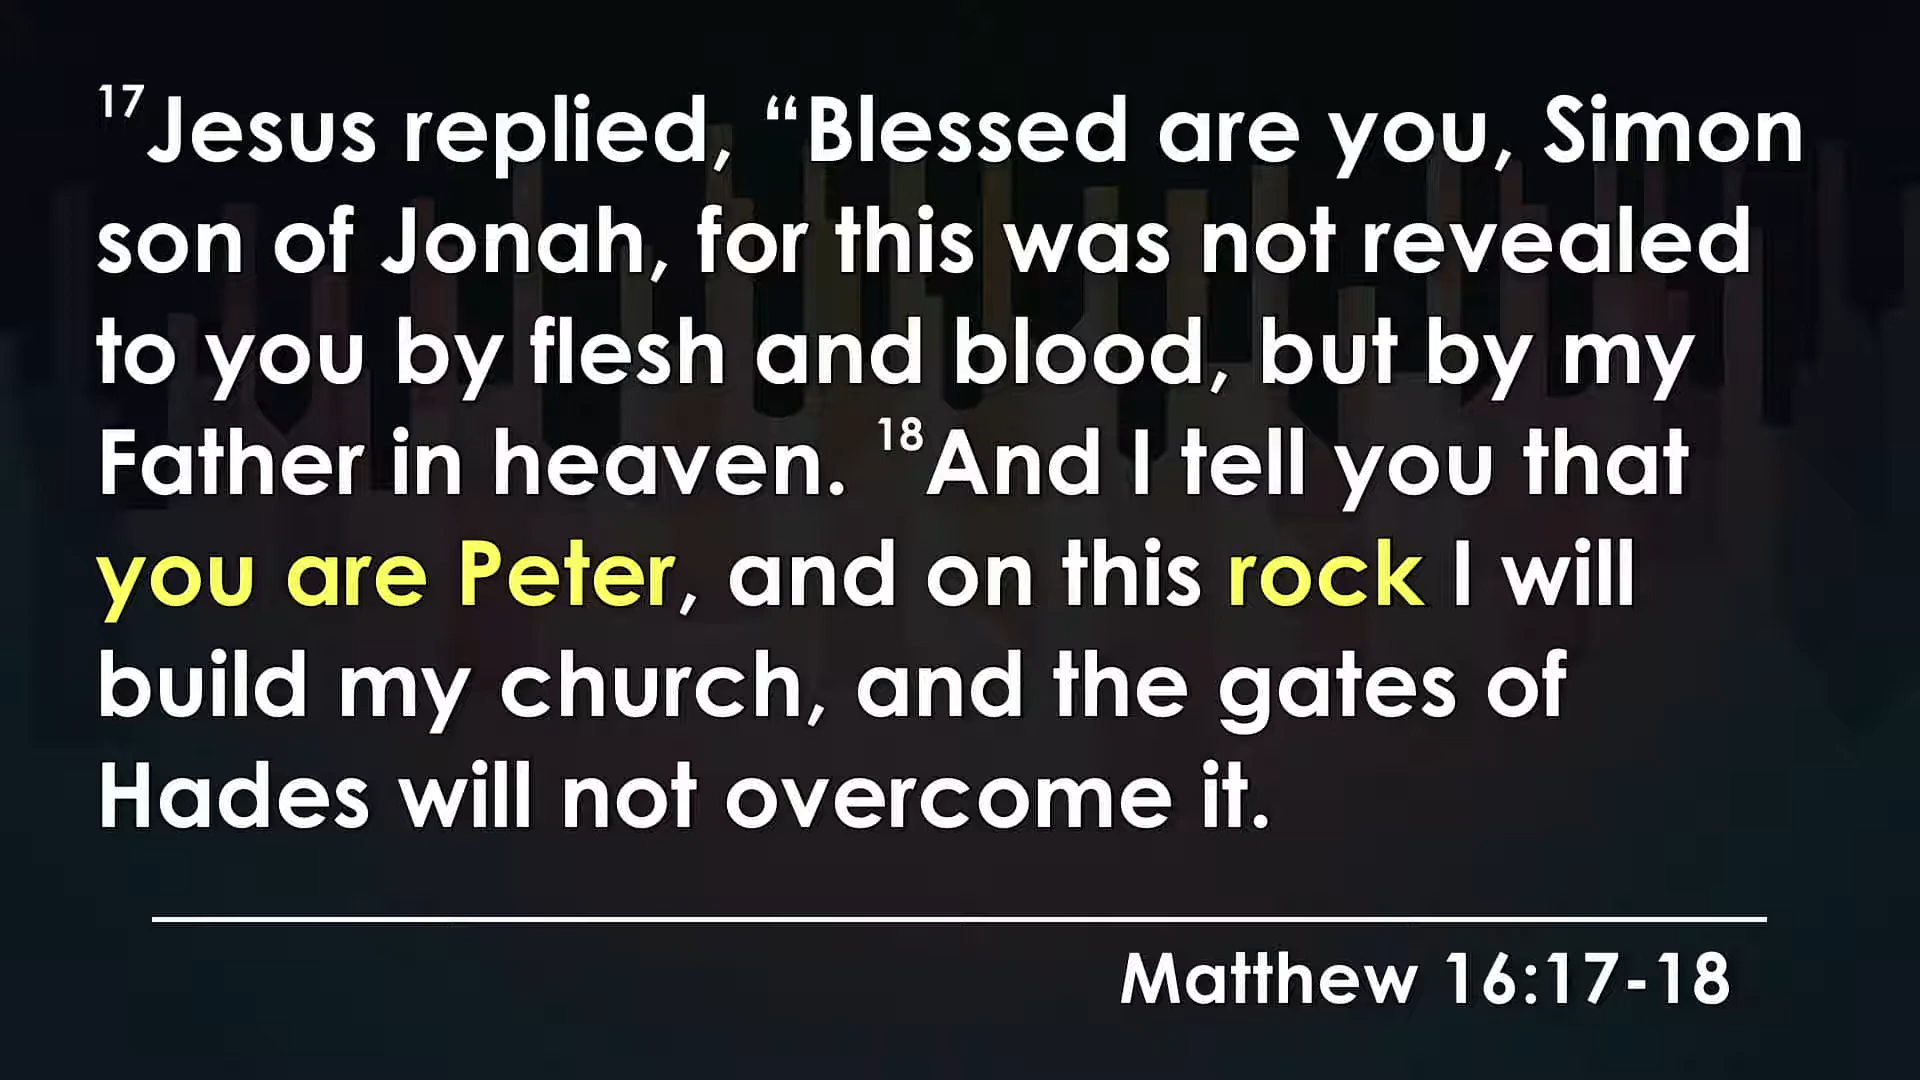 17Jesus replied, “Blessed are you, Simon
son of Jonah, for this was not revealed
to you by flesh and blood, but by my
Father in heaven. 18And I tell you that
you are Peter, and on this rock I will
build my church, and the gates of
Hades will not overcome it.
Matthew 16:17-18